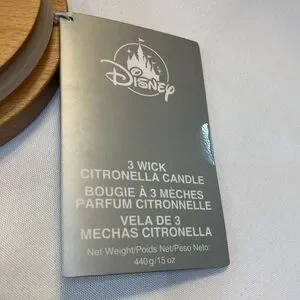 Disney
3 WICK
CITRONELLA CANDLE
BOUGIE À 3 MÈCHES
PARFUM CITRONNELLE
VELA DE 3
MECHAS CITRONELLA
Net Weight/Poids Net/Peso Neto:
440g/15 oz